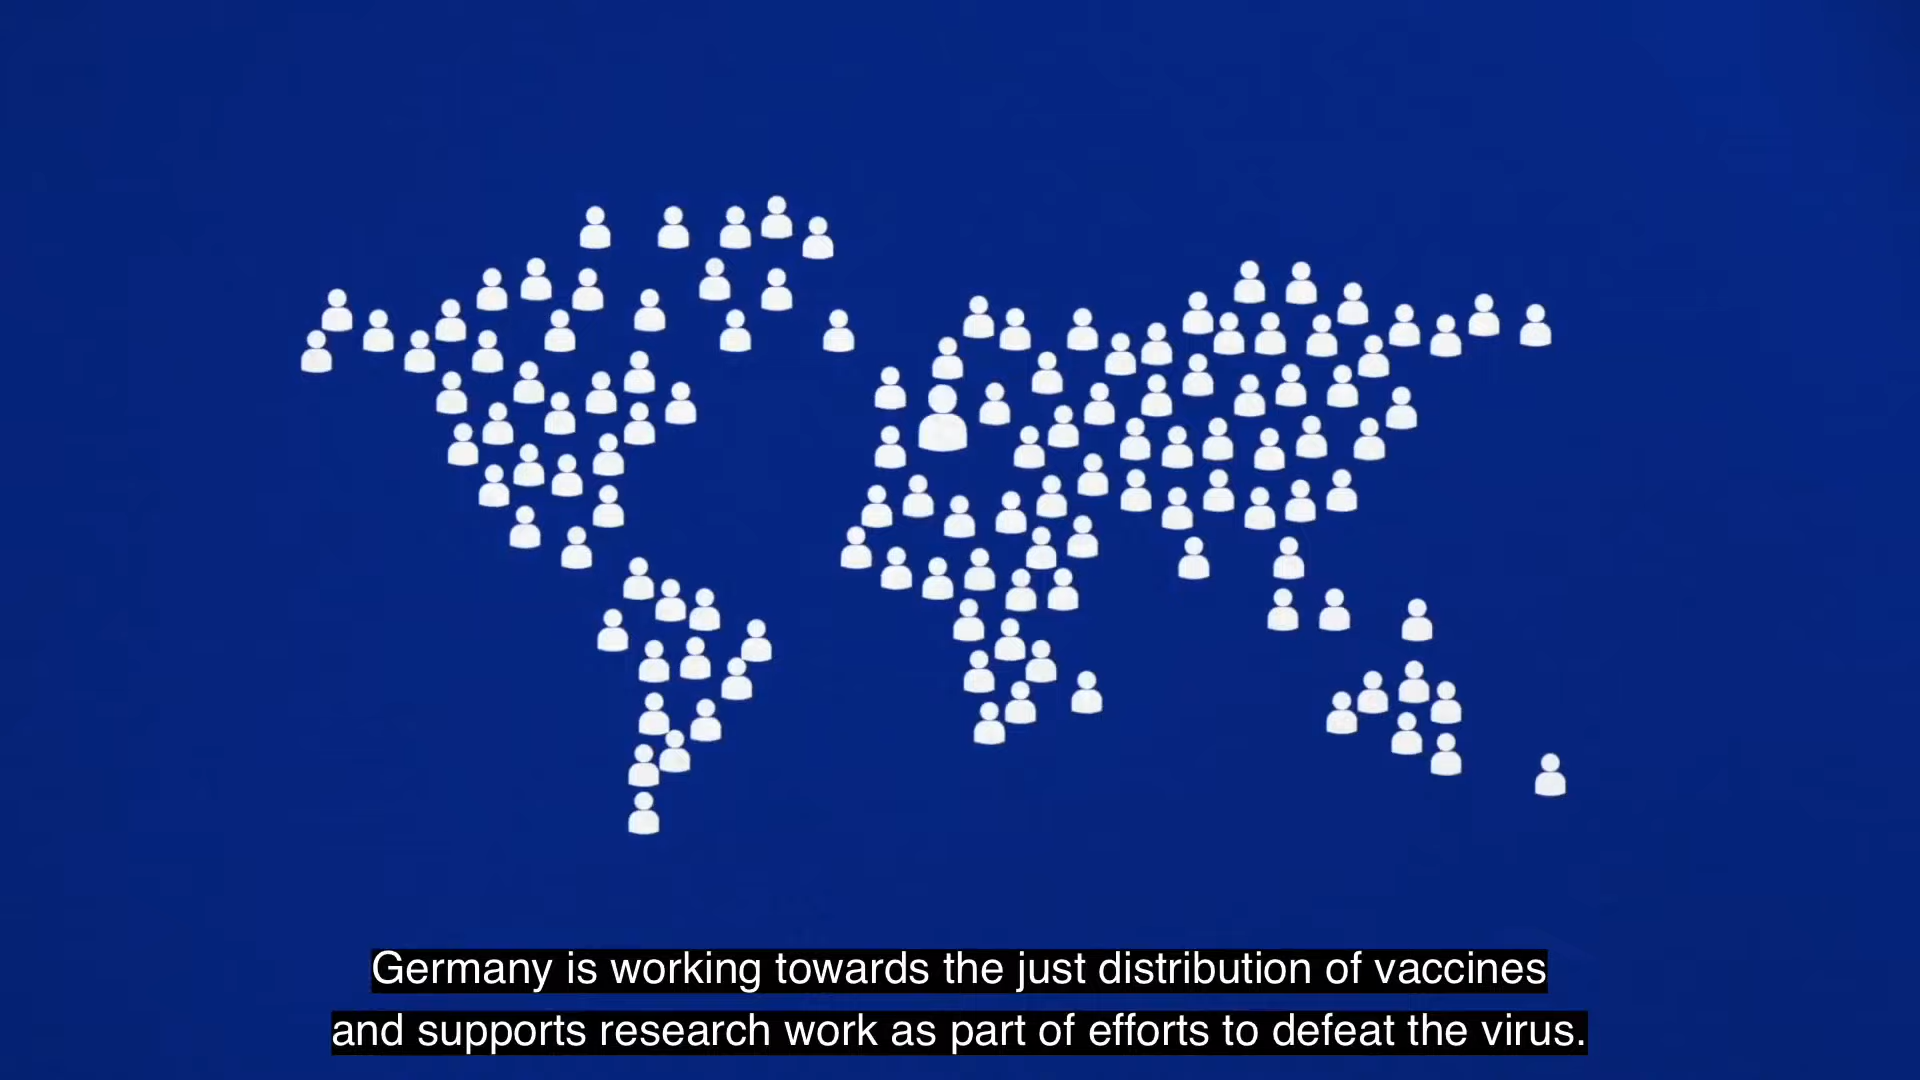 Germany is working towards the just distribution of vaccines
and supports research work as part of efforts to defeat the virus.